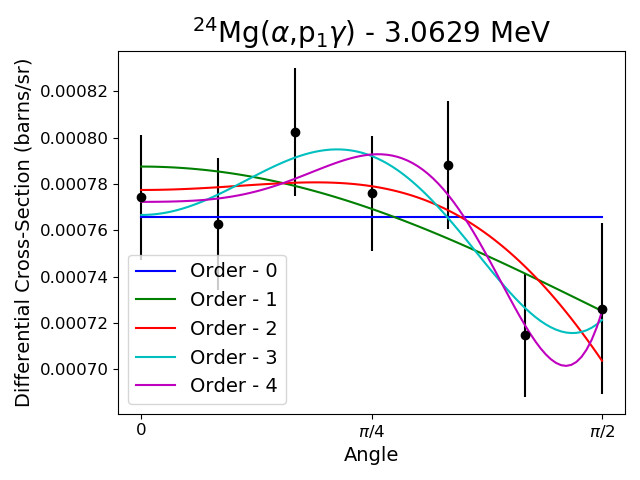 ²⁴Mg(α,p₁γ) - 3.0629 MeV
Differential Cross-Section (barns/sr)
0.00082
0.00080
0.00078
0.00076
0.00074
0.00072
0.00070
Order - 0
Order - 1
Order - 2
Order - 3
Order - 4
0
π/4
π/2
Angle